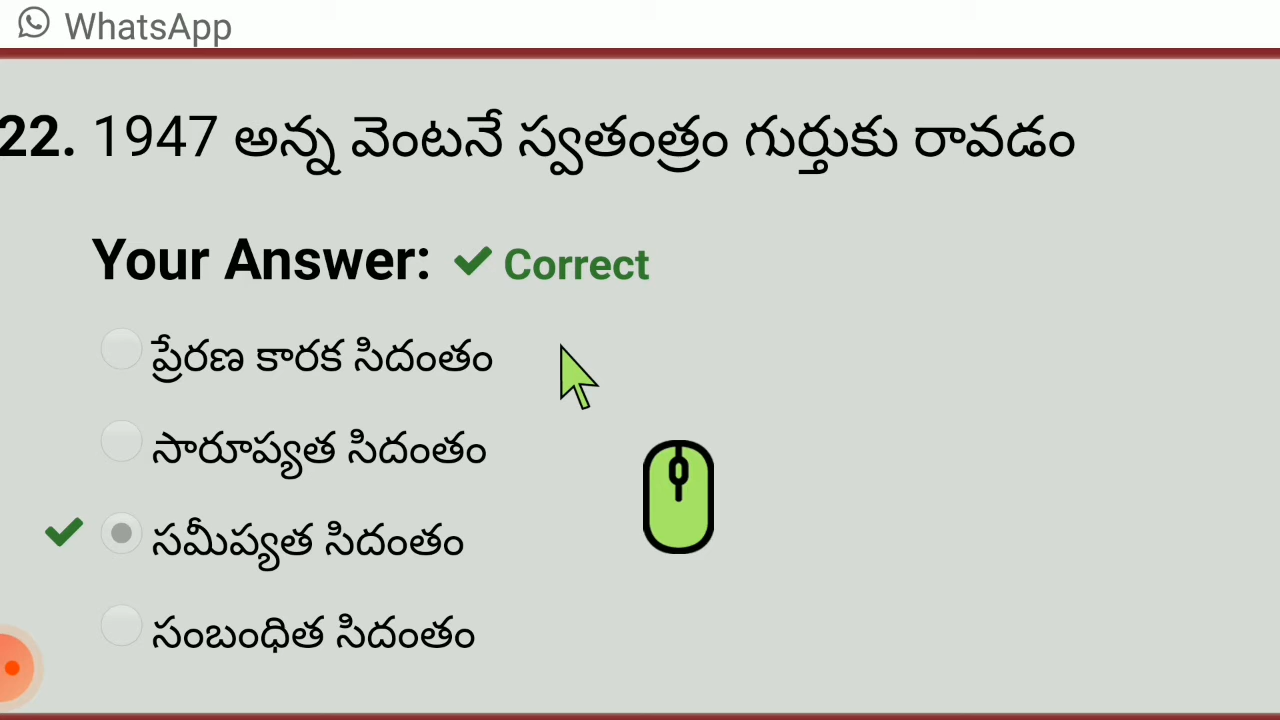 WhatsApp
22. 1947 అన్న వెంటనే స్వతంత్రం గుర్తుకు రావడం
Your Answer: ✔ Correct
ప్రేరణ కారక సిదంతం
సారూప్యత సిదంతం
సమీప్యత సిదంతం
సంబంధిత సిదంతం